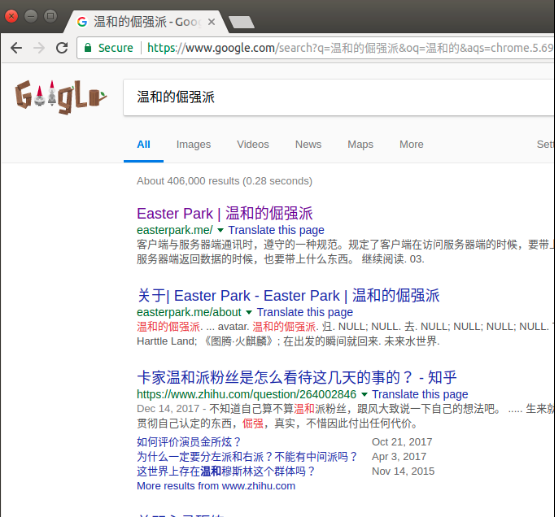 温和的倔强派 - Goo
Secure https://www.google.com/search?q=温和的倔强派&oq=温和的&aqs=chrome.5.69
Google
温和的倔强派
All Images Videos News Maps More Sett
About 406,000 results (0.28 seconds)
Easter Park | 温和的倔强派
easterpark.me/ Translate this page
客户端与服务器端通讯时，遵守的一种规范。规定了客户端在访问服务器端的时候，要带上
服务器端返回数据的时候，也要带上什么东西。 继续阅读. 03.
关于| Easter Park - Easter Park | 温和的倔强派
easterpark.me/about Translate this page
温和的倔强派. ... avatar. 温和的倔强派. 归. NULL; NULL. 去. NULL; NULL; NULL; NULL.
Harttle Land; 《图腾·火麒麟》; 在出发的瞬间就回来. 未来水世界.
卡家温和派粉丝是怎么看待这几天的事的？ - 知乎
https://www.zhihu.com/question/264002846 Translate this page
Dec 14, 2017 - 不知道自己算不算温和派粉丝，跟风大致说一下自己的想法吧。 ..... 生来就
贯彻自己认定的东西，倔强，真实，不惜因此付出任何代价。
如何评价演员金所炫？ Oct 21, 2017
为什么一定要分左派和右派？不能有中间派吗？ Apr 3, 2017
这世界上存在温和穆斯林这个群体吗？ Nov 14, 2015
More results from www.zhihu.com